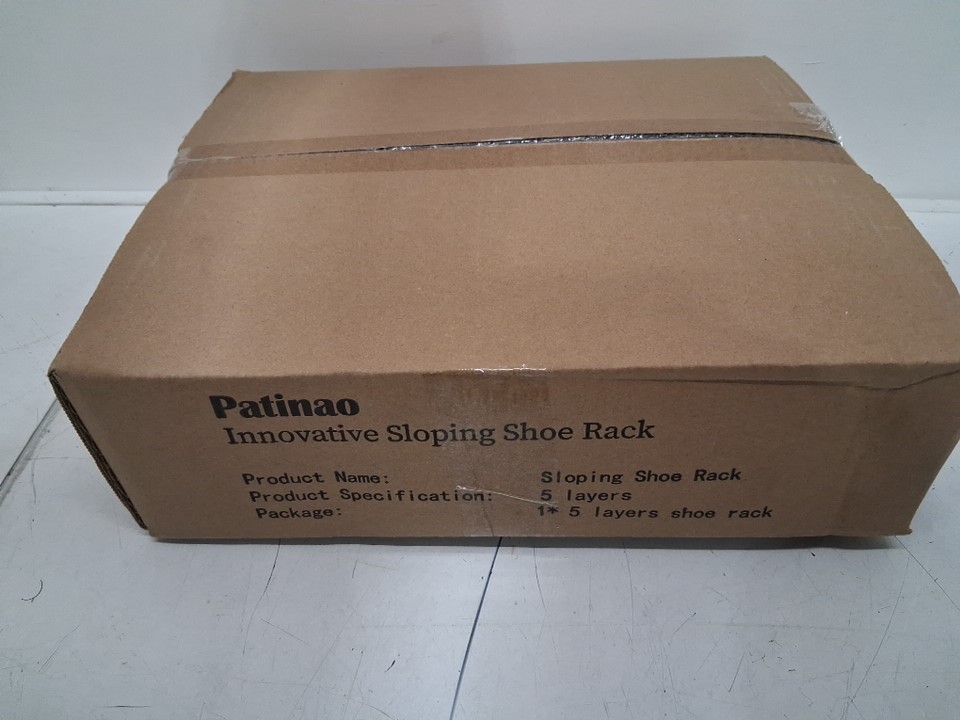 Patinao
Innovative Sloping Shoe Rack
Product Name: Sloping Shoe Rack
Product Specification: 5 layers
Package: 1* 5 layers shoe rack